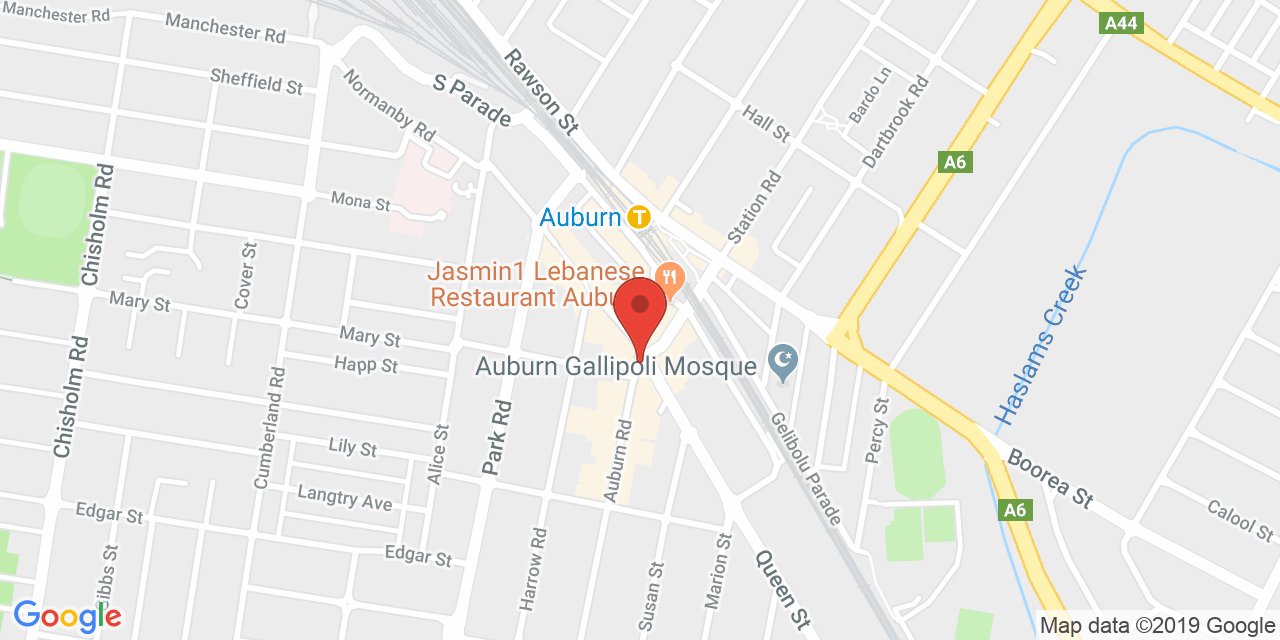 Manchester Rd
Manchester Rd
A44
Rawson St
Sheffield St
S Parade
Normanby Rd
Bardo Ln
Hall St
Dartbrook Rd
A6
Chisholm Rd
Mona St
Station Rd
Auburn
T
Cover St
Jasmin1 Lebanese
Restaurant Aubu
Mary St
Mary St
Happ St
Haslams Creek
Auburn Gallipoli Mosque
Chisholm Rd
Cumberland Rd
Park Rd
Alice St
Lily St
Auburn Rd
Gelibolu Parade
Percy St
Boorea St
Langtry Ave
Edgar St
Edgar St
A6
Calool St
Harrow Rd
Susan St
Marion St
Queen St
Gibbs St
Google
Map data ©2019 Google